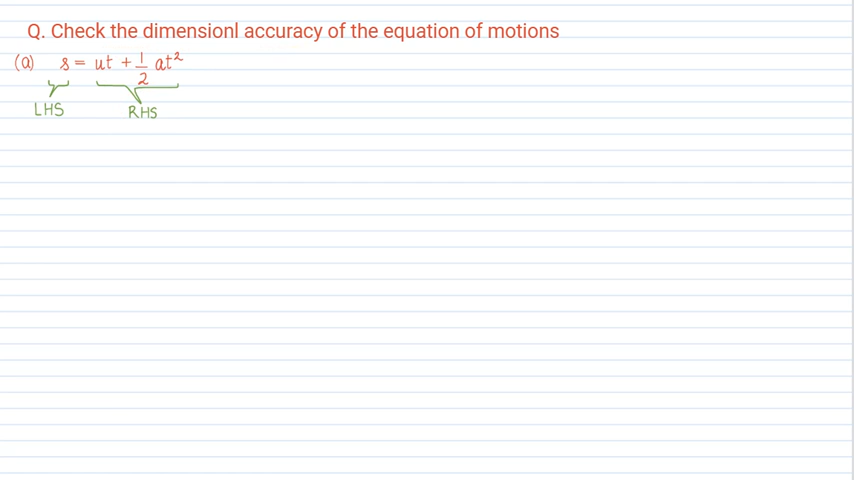 Q. Check the dimensionl accuracy of the equation of motions
(a) s = ut + 1/2 at²
LHS RHS